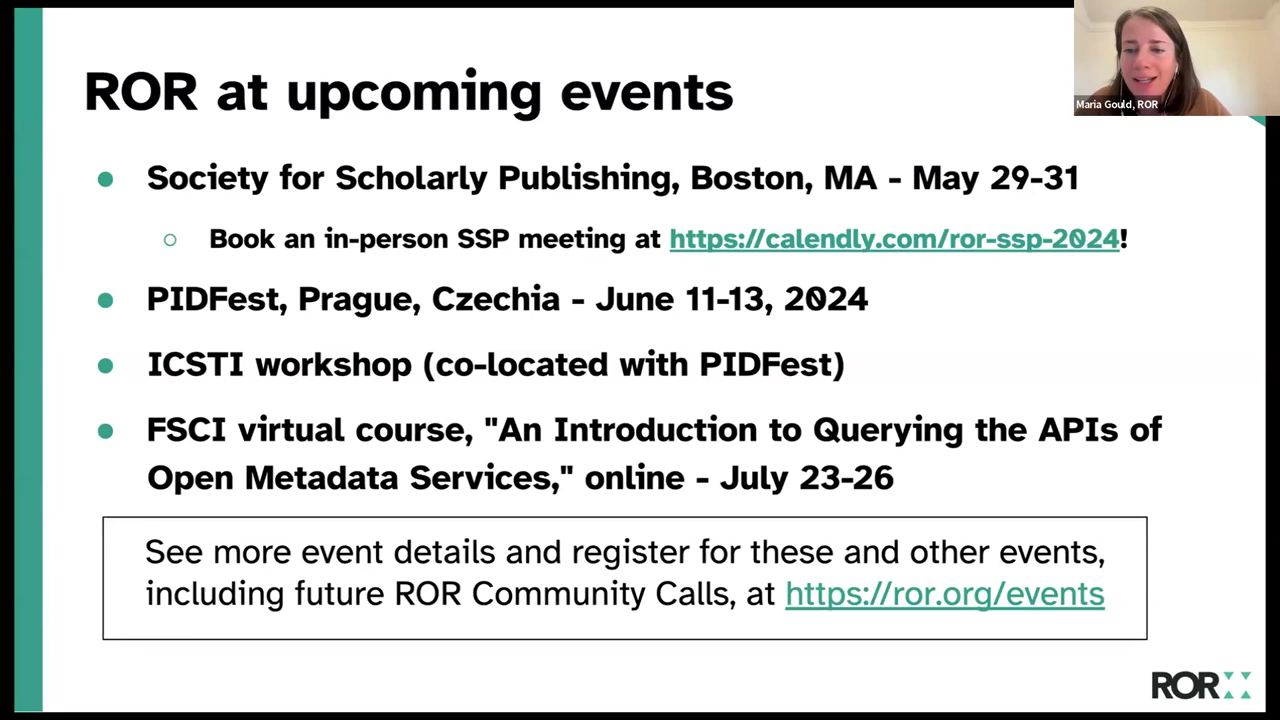 ROR at upcoming events
Maria Gould, ROR
● Society for Scholarly Publishing, Boston, MA - May 29-31
○ Book an in-person SSP meeting at https://calendly.com/ror-ssp-2024!
● PIDFest, Prague, Czechia - June 11-13, 2024
● ICSTI workshop (co-located with PIDFest)
● FSCI virtual course, "An Introduction to Querying the APIs of
Open Metadata Services," online - July 23-26
See more event details and register for these and other events,
including future ROR Community Calls, at https://ror.org/events
ROR